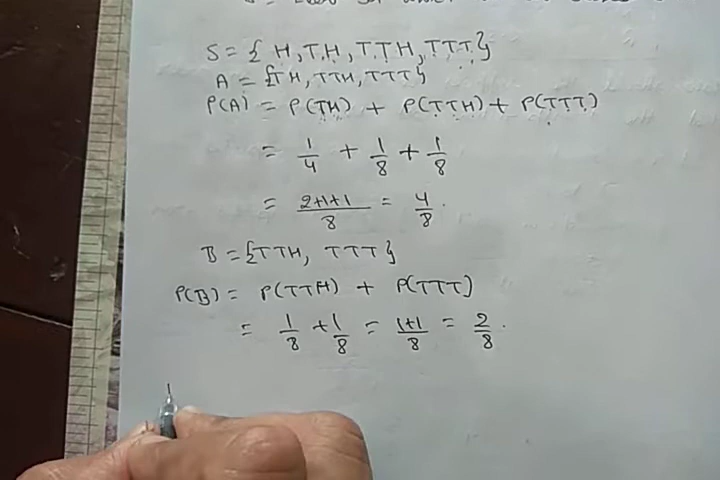 S = { H, TH, TTH, TTT }
A = {TH, TTH, TTT}
P(A) = P(TH) + P(TTH) + P(TTT)
= 1/4 + 1/8 + 1/8
= 2+1+1/8 = 4/8.
B = {TTH, TTT}
P(B) = P(TTH) + P(TTT]
= 1/8 + 1/8 = 1+1/8 = 2/8.